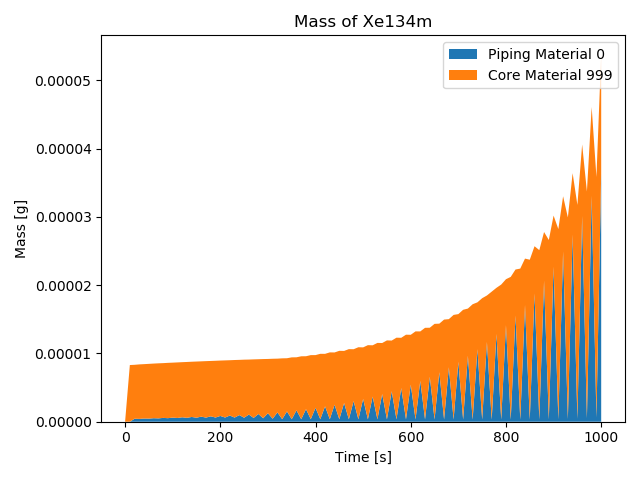 Mass of Xe134m
Piping Material 0
Core Material 999
Mass [g]
0.00005
0.00004
0.00003
0.00002
0.00001
0.00000
0 200 400 600 800 1000
Time [s]